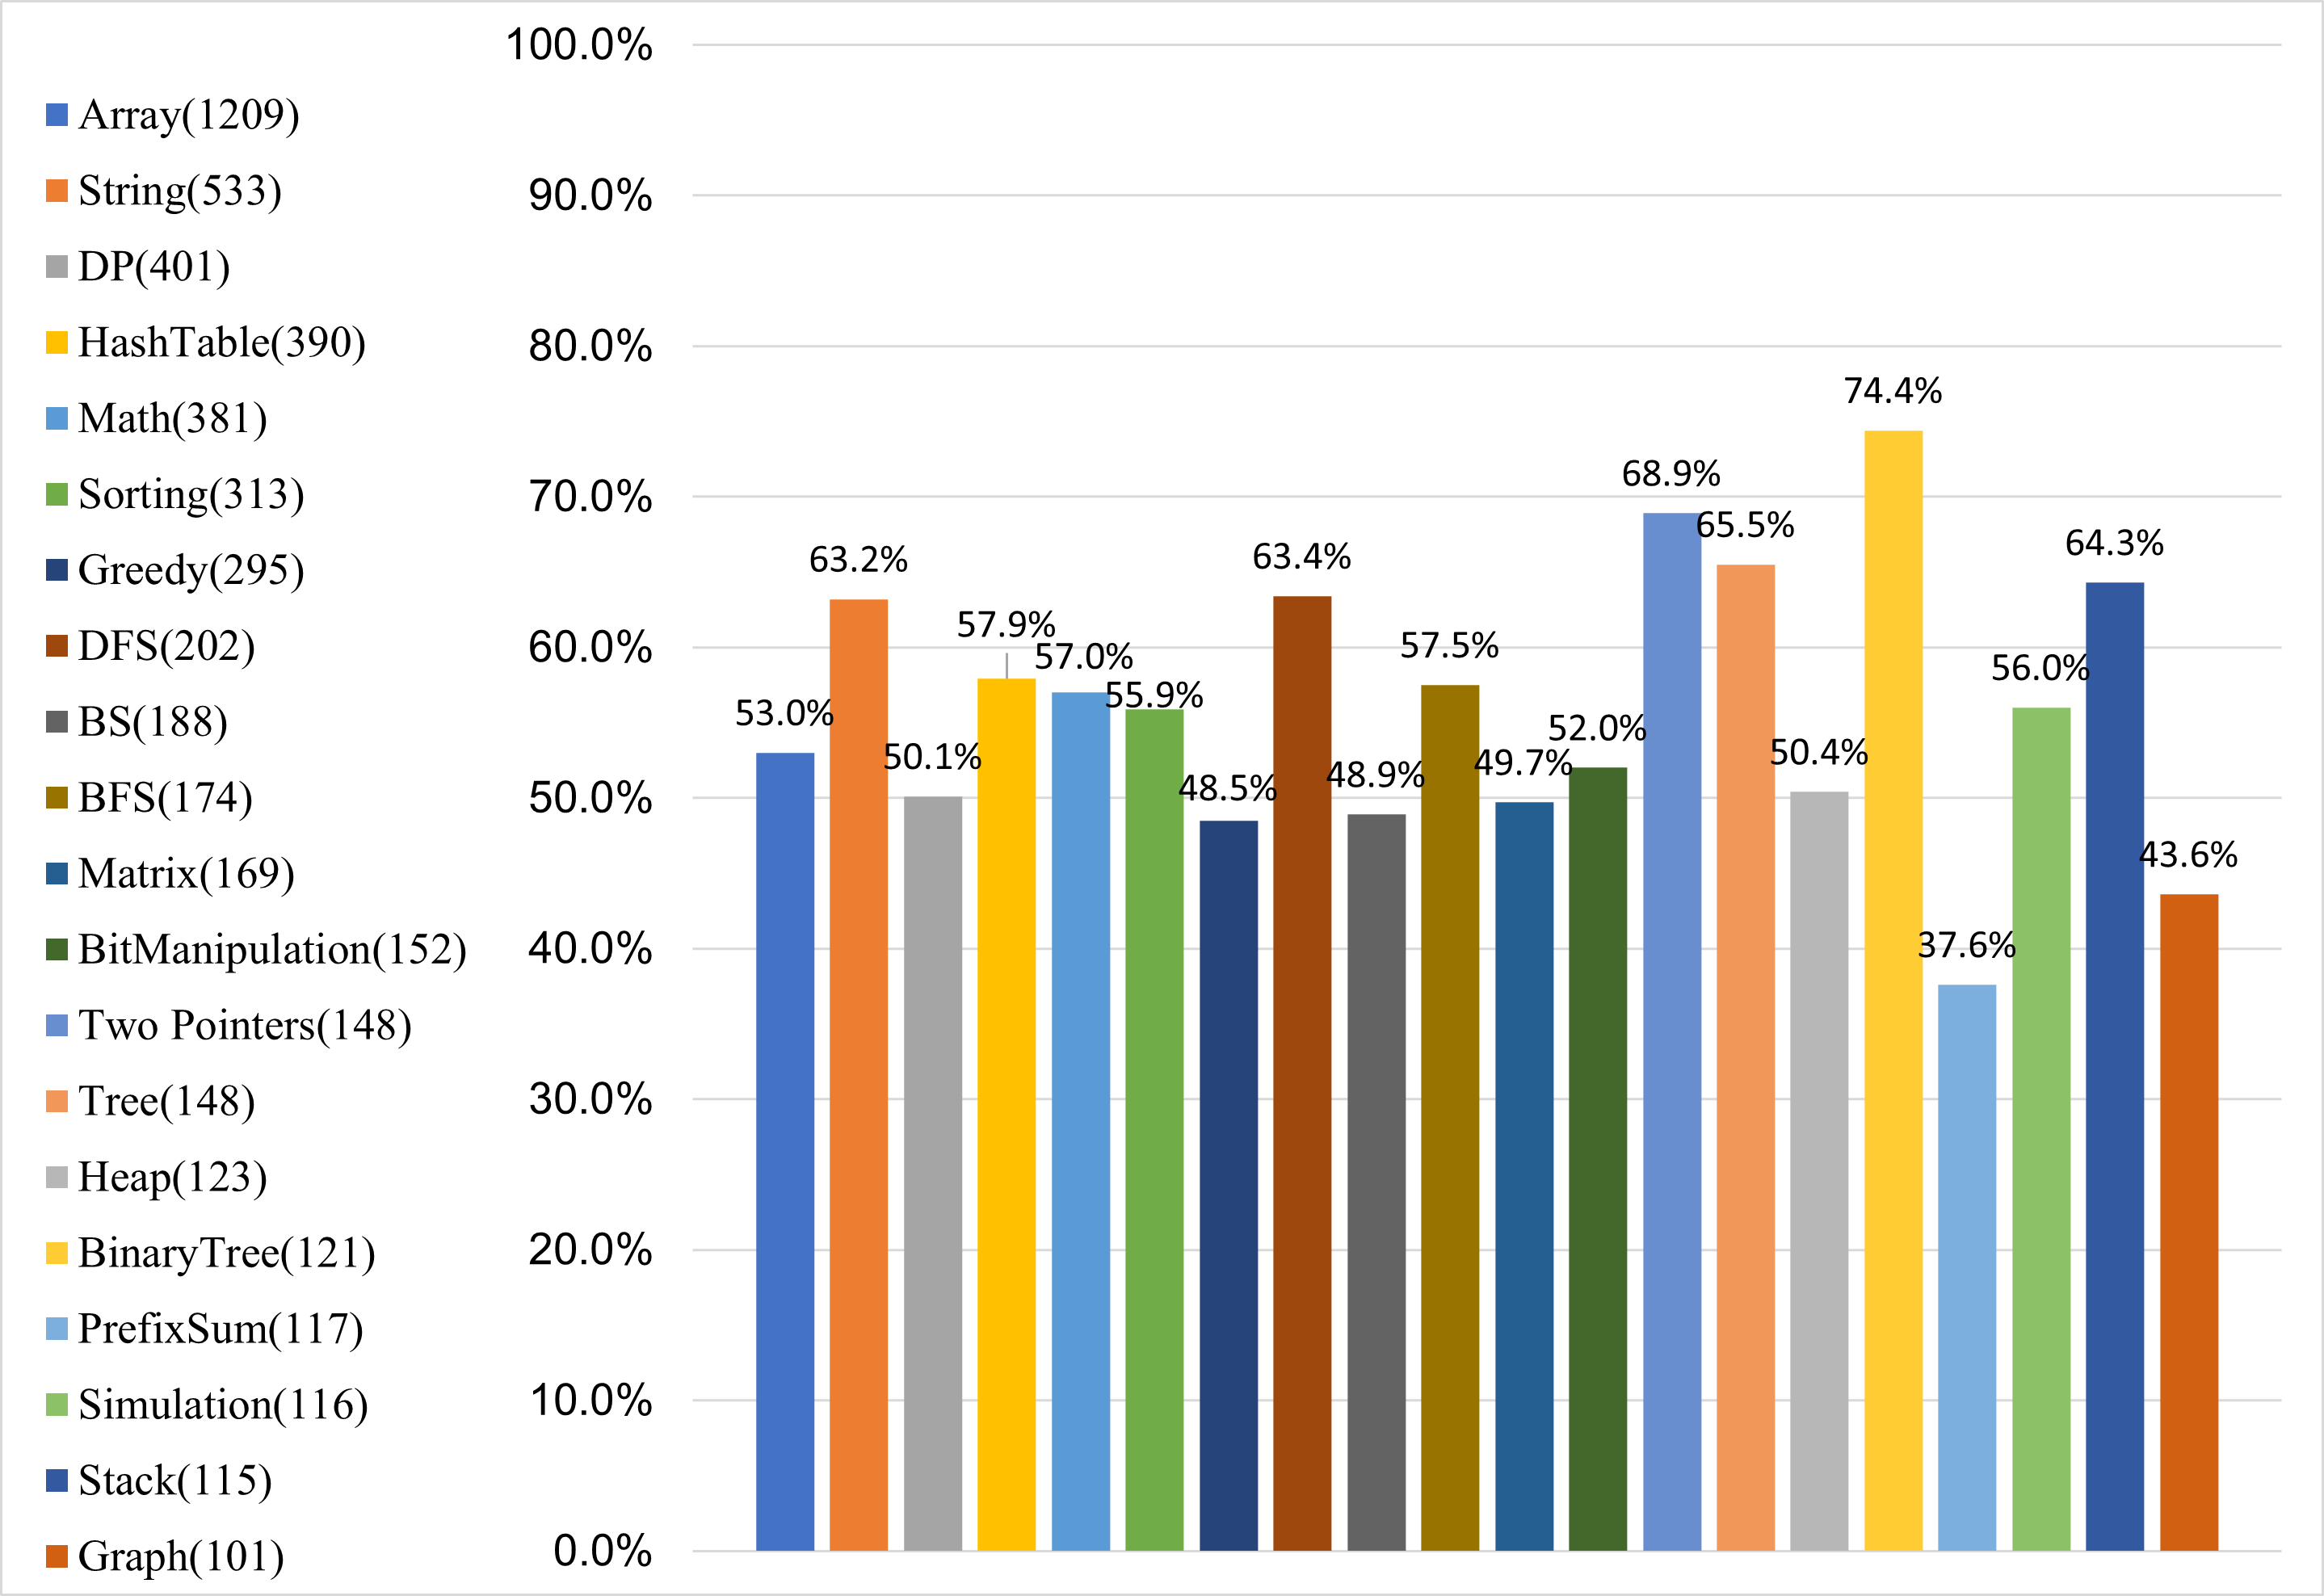 Array(1209)
String(533)
DP(401)
HashTable(390)
Math(381)
Sorting(313)
Greedy(295)
DFS(202)
BS(188)
BFS(174)
Matrix(169)
BitManipulation(152)
Two Pointers(148)
Tree(148)
Heap(123)
BinaryTree(121)
PrefixSum(117)
Simulation(116)
Stack(115)
Graph(101)
100.0%
90.0%
80.0%
70.0%
60.0%
50.0%
40.0%
30.0%
20.0%
10.0%
0.0%
53.0%
63.2%
50.1%
57.9%
57.0%
55.9%
48.5%
63.4%
48.9%
57.5%
49.7%
52.0%
68.9%
65.5%
50.4%
74.4%
37.6%
56.0%
64.3%
43.6%